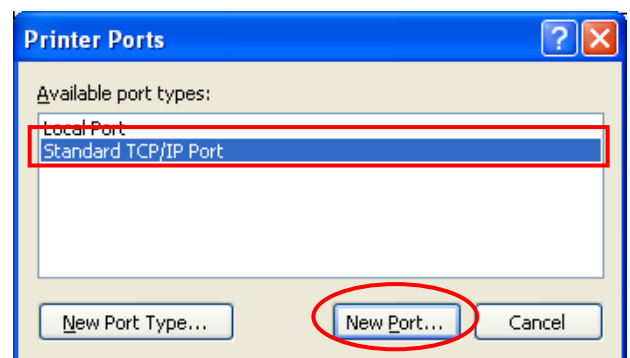 Printer Ports
Available port types:
Local Port
Standard TCP/IP Port
New Port Type... New Port... Cancel